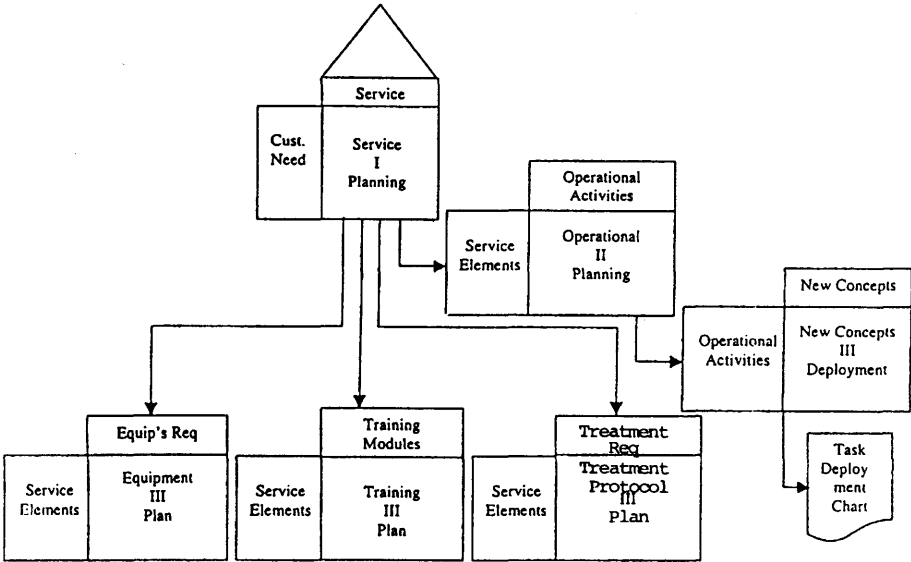 Service
Cust.
Need
Service
I
Planning
Operational
Activities
Service
Elements
Operational
II
Planning
New Concepts
Operational
Activities
New Concepts
III
Deployment
Equip's Req
Service
Elements
Equipment
III
Plan
Training
Modules
Service
Elements
Training
III
Plan
Treatment
Req
Service
Elements
Treatment
Protocol
III
Plan
Task
Deploy
ment
Chart